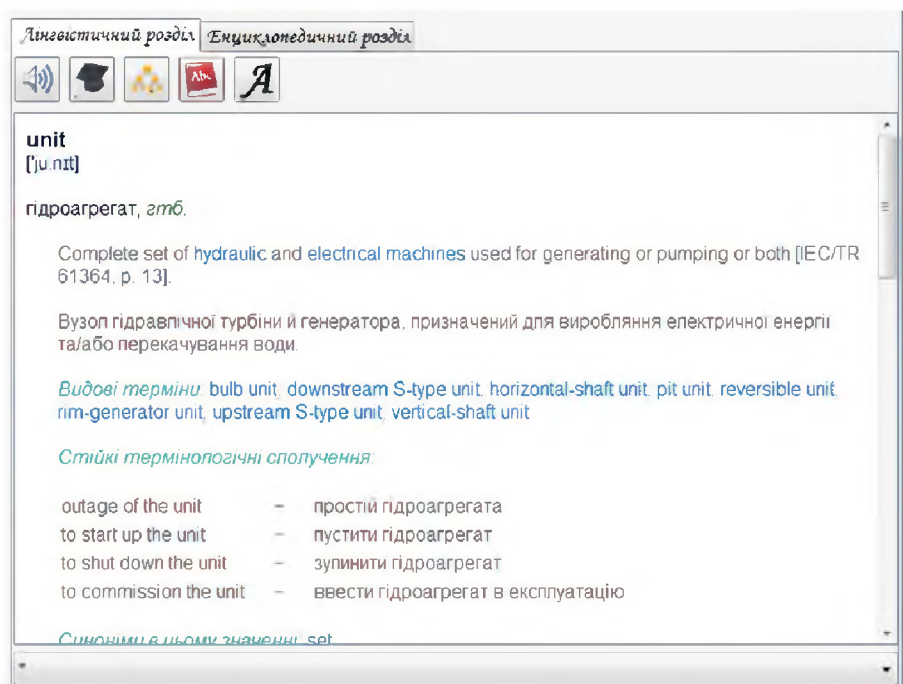 Лінгвістичний розділ Енциклопедичний розділ
Abc A
unit
['ju:nɪt]
гідроагрегат, гтб.
Complete set of hydraulic and electrical machines used for generating or pumping or both [IEC/TR
61364, p. 13].
Вузол гідравлічної турбіни й генератора, призначений для виробляння електричної енергії
та/або перекачування води.
Видові терміни: bulb unit, downstream S-type unit, horizontal-shaft unit, pit unit, reversible unit,
rim-generator unit, upstream S-type unit, vertical-shaft unit
Стійкі термінологічні сполучення:
outage of the unit – простій гідроагрегата
to start up the unit – пустити гідроагрегат
to shut down the unit – зупинити гідроагрегат
to commission the unit – ввести гідроагрегат в експлуатацію
Синоніми в цьому значенні: set